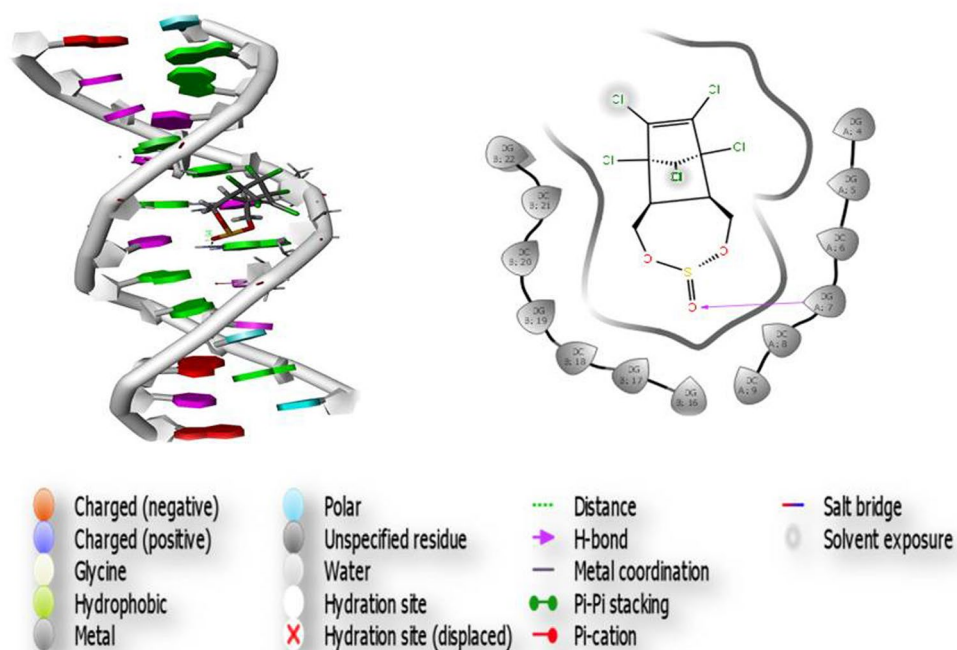 Cl
Cl
Cl
Cl
Cl
Cl
O
O
S
O
DG
B:22
DC
B:21
DC
B:20
DG
B:19
DC
B:18
DG
B:17
DG
B:16
DG
A:4
DG
A:5
DC
A:6
DG
A:7
DC
A:8
DC
A:9
Charged (negative)
Charged (positive)
Glycine
Hydrophobic
Metal
Polar
Unspecified residue
Water
Hydration site
Hydration site (displaced)
Distance
H-bond
Metal coordination
Pi-Pi stacking
Pi-cation
Salt bridge
Solvent exposure